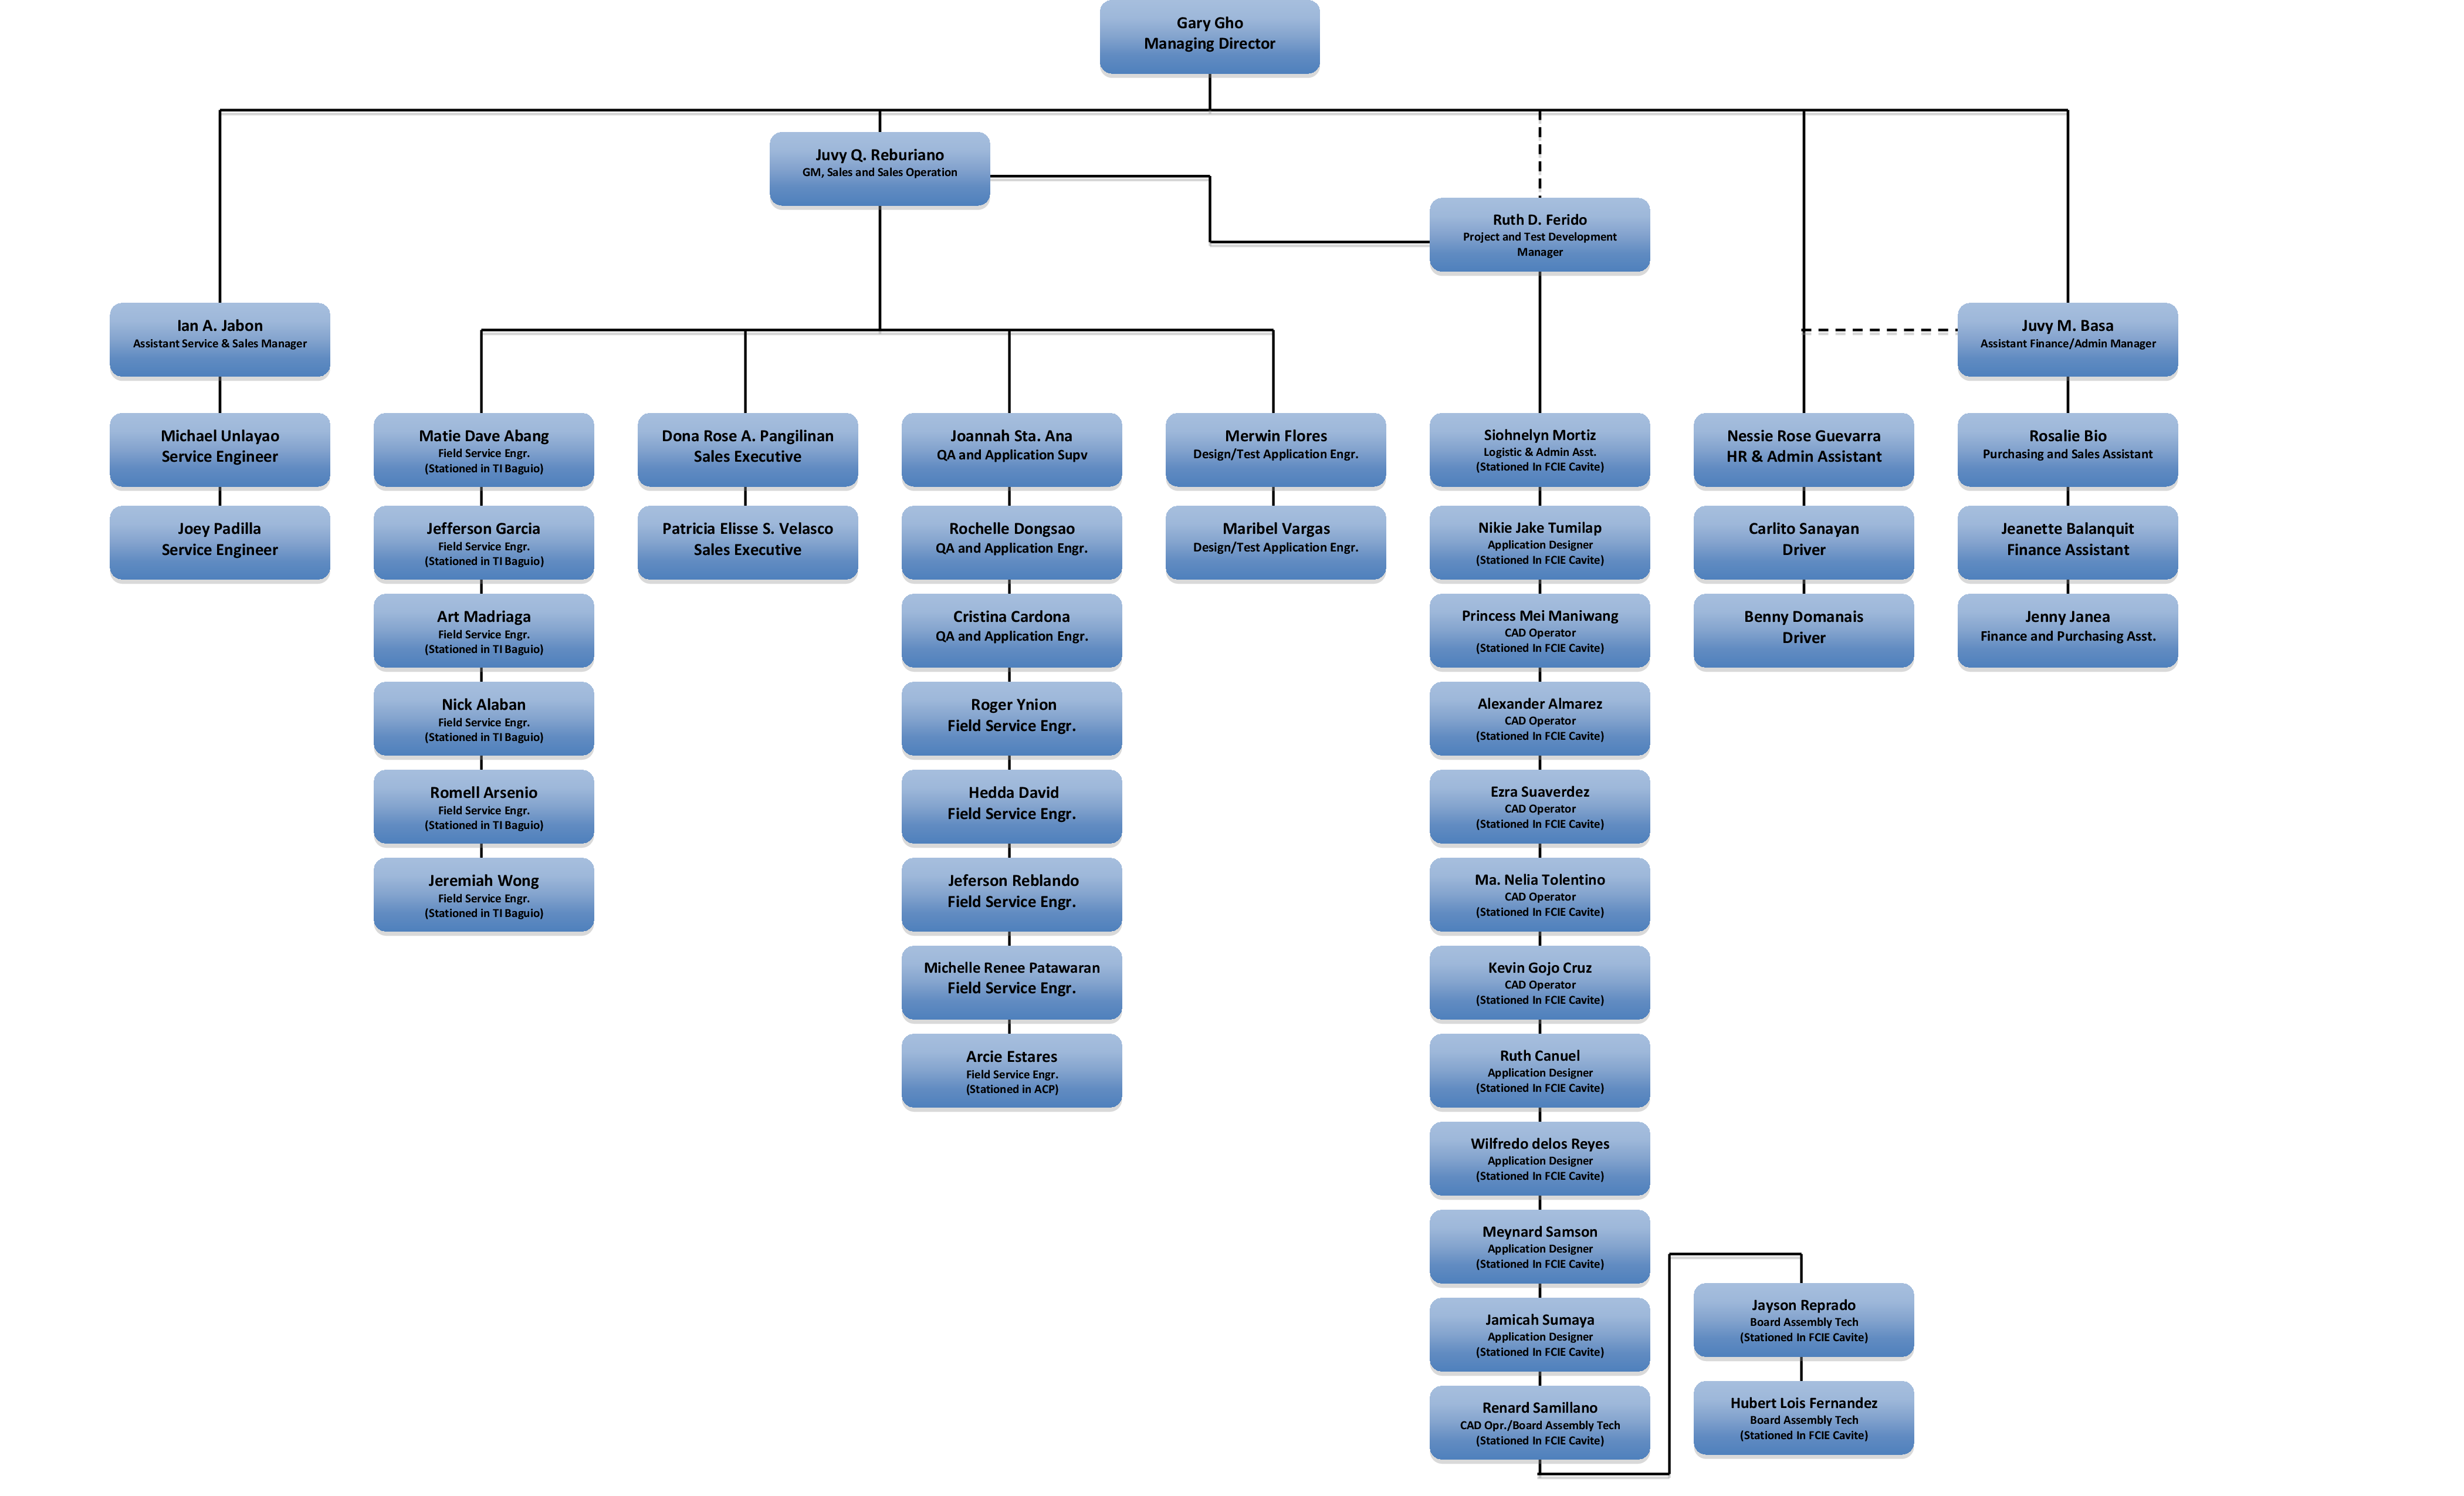 Gary Gho
Managing Director
Juvy Q. Reburiano
GM, Sales and Sales Operation
Ruth D. Ferido
Project and Test Development
Manager
Ian A. Jabon
Assistant Service & Sales Manager
Juvy M. Basa
Assistant Finance/Admin Manager
Michael Unlayao
Service Engineer
Joey Padilla
Service Engineer
Matie Dave Abang
Field Service Engr.
(Stationed in TI Baguio)
Jefferson Garcia
Field Service Engr.
(Stationed in TI Baguio)
Art Madriaga
Field Service Engr.
(Stationed in TI Baguio)
Nick Alaban
Field Service Engr.
(Stationed in TI Baguio)
Romell Arsenio
Field Service Engr.
(Stationed in TI Baguio)
Jeremiah Wong
Field Service Engr.
(Stationed in TI Baguio)
Dona Rose A. Pangilinan
Sales Executive
Patricia Elisse S. Velasco
Sales Executive
Joannah Sta. Ana
QA and Application Supv
Rochelle Dongsao
QA and Application Engr.
Cristina Cardona
QA and Application Engr.
Roger Ynion
Field Service Engr.
Hedda David
Field Service Engr.
Jeferson Reblando
Field Service Engr.
Michelle Renee Patawaran
Field Service Engr.
Arcie Estares
Field Service Engr.
(Stationed in ACP)
Merwin Flores
Design/Test Application Engr.
Maribel Vargas
Design/Test Application Engr.
Siohnelyn Mortiz
Logistic & Admin Asst.
(Stationed In FCIE Cavite)
Nikie Jake Tumilap
Application Designer
(Stationed In FCIE Cavite)
Princess Mei Maniwang
CAD Operator
(Stationed In FCIE Cavite)
Alexander Almarez
CAD Operator
(Stationed In FCIE Cavite)
Ezra Suaverdez
CAD Operator
(Stationed In FCIE Cavite)
Ma. Nelia Tolentino
CAD Operator
(Stationed In FCIE Cavite)
Kevin Gojo Cruz
CAD Operator
(Stationed In FCIE Cavite)
Ruth Canuel
Application Designer
(Stationed In FCIE Cavite)
Wilfredo delos Reyes
Application Designer
(Stationed In FCIE Cavite)
Meynard Samson
Application Designer
(Stationed In FCIE Cavite)
Jamicah Sumaya
Application Designer
(Stationed In FCIE Cavite)
Renard Samillano
CAD Opr./Board Assembly Tech
(Stationed In FCIE Cavite)
Jayson Reprado
Board Assembly Tech
(Stationed In FCIE Cavite)
Hubert Lois Fernandez
Board Assembly Tech
(Stationed In FCIE Cavite)
Nessie Rose Guevarra
HR & Admin Assistant
Carlito Sanayan
Driver
Benny Domanais
Driver
Rosalie Bio
Purchasing and Sales Assistant
Jeanette Balanquit
Finance Assistant
Jenny Janea
Finance and Purchasing Asst.